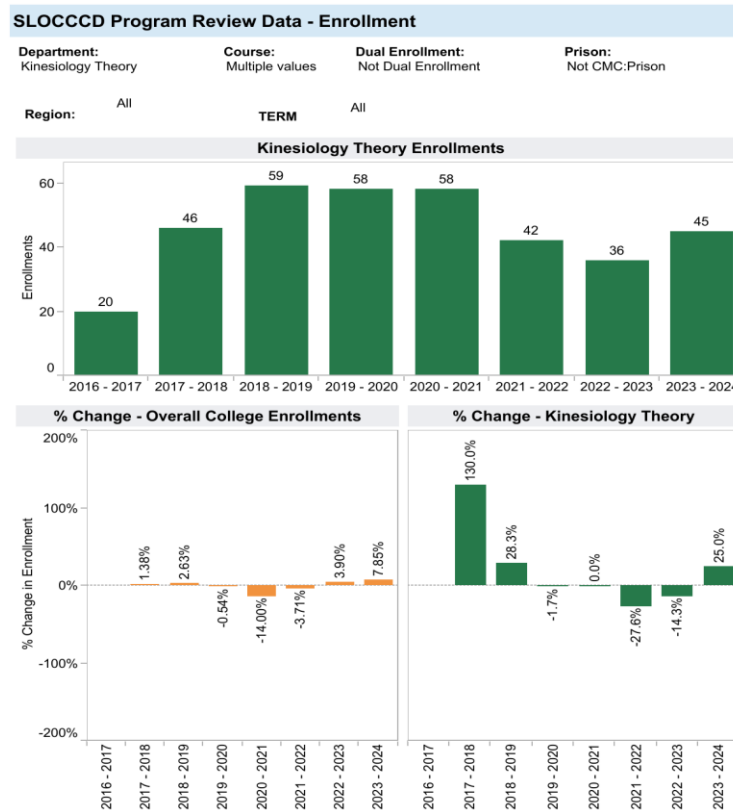 SLOCCCD Program Review Data - Enrollment
Department: Course: Dual Enrollment: Prison:
Kinesiology Theory Multiple values Not Dual Enrollment Not CMC:Prison
Region: All TERM All
Kinesiology Theory Enrollments
Enrollments
60
40
20
0
20 46 59 58 58 42 36 45
2016 - 2017 2017 - 2018 2018 - 2019 2019 - 2020 2020 - 2021 2021 - 2022 2022 - 2023 2023 - 2024
% Change - Overall College Enrollments
% Change in Enrollment
200%
100%
0%
-100%
-200%
1.38% 2.63% -0.54% -14.00% -3.71% 3.90% 7.85%
2016 - 2017 2017 - 2018 2018 - 2019 2019 - 2020 2020 - 2021 2021 - 2022 2022 - 2023 2023 - 2024
% Change - Kinesiology Theory
130.0% 28.3% -1.7% 0.0% -27.6% -14.3% 25.0%
2016 - 2017 2017 - 2018 2018 - 2019 2019 - 2020 2020 - 2021 2021 - 2022 2022 - 2023 2023 - 2024